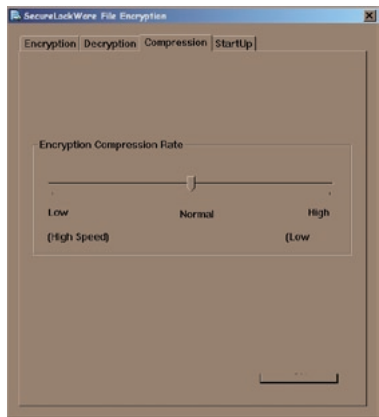 SecureLockWare File Encryption
Encryption Decryption Compression StartUp
Encryption Compression Rate
Low Normal High
(High Speed) (Low